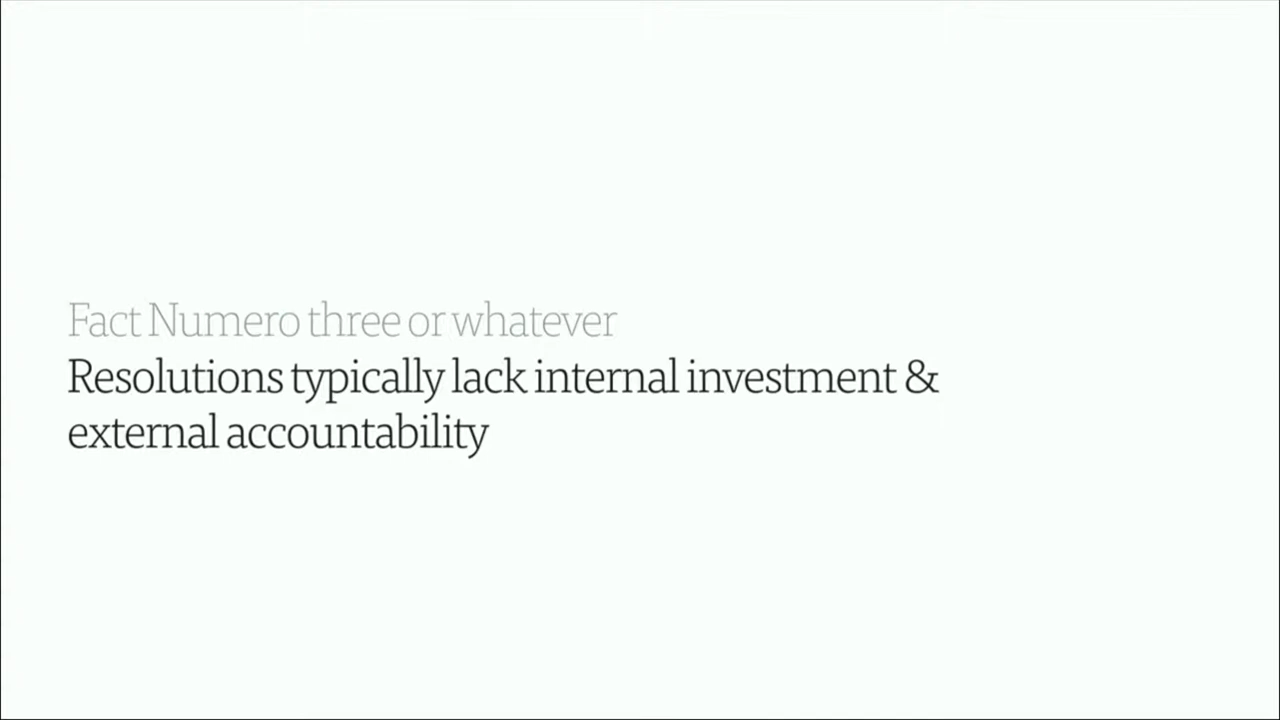 Fact Numero three or whatever
Resolutions typically lack internal investment &
external accountability